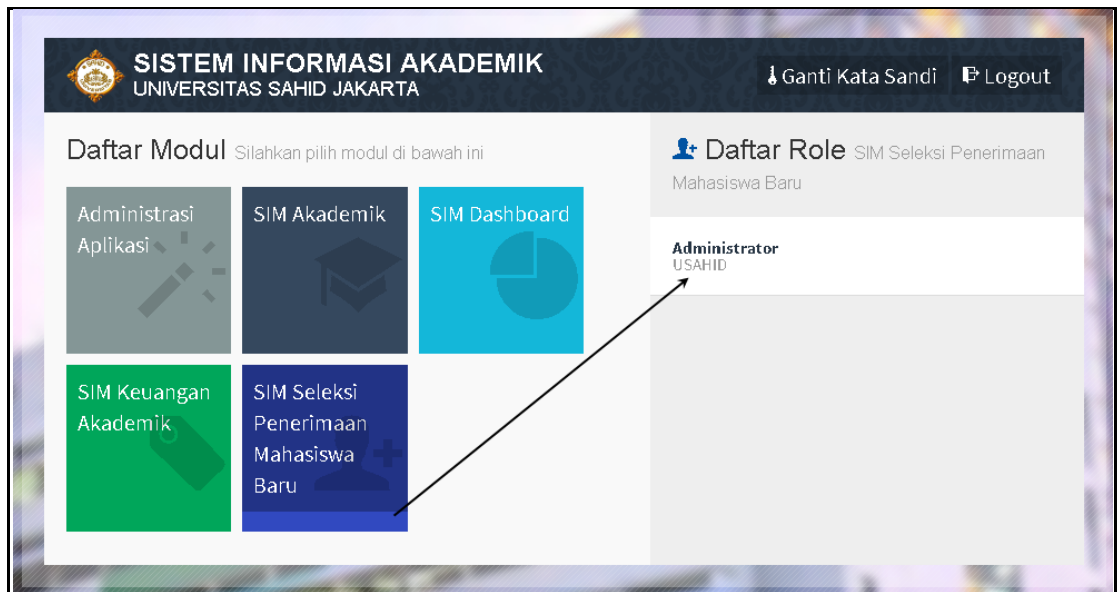 SISTEM INFORMASI AKADEMIK
UNIVERSITAS SAHID JAKARTA
Ganti Kata Sandi
Logout
Daftar Modul Silahkan pilih modul di bawah ini
Administrasi
Aplikasi
SIM Akademik
SIM Dashboard
SIM Keuangan
Akademik
SIM Seleksi
Penerimaan
Mahasiswa
Baru
Daftar Role SIM Seleksi Penerimaan
Mahasiswa Baru
Administrator
USAHID